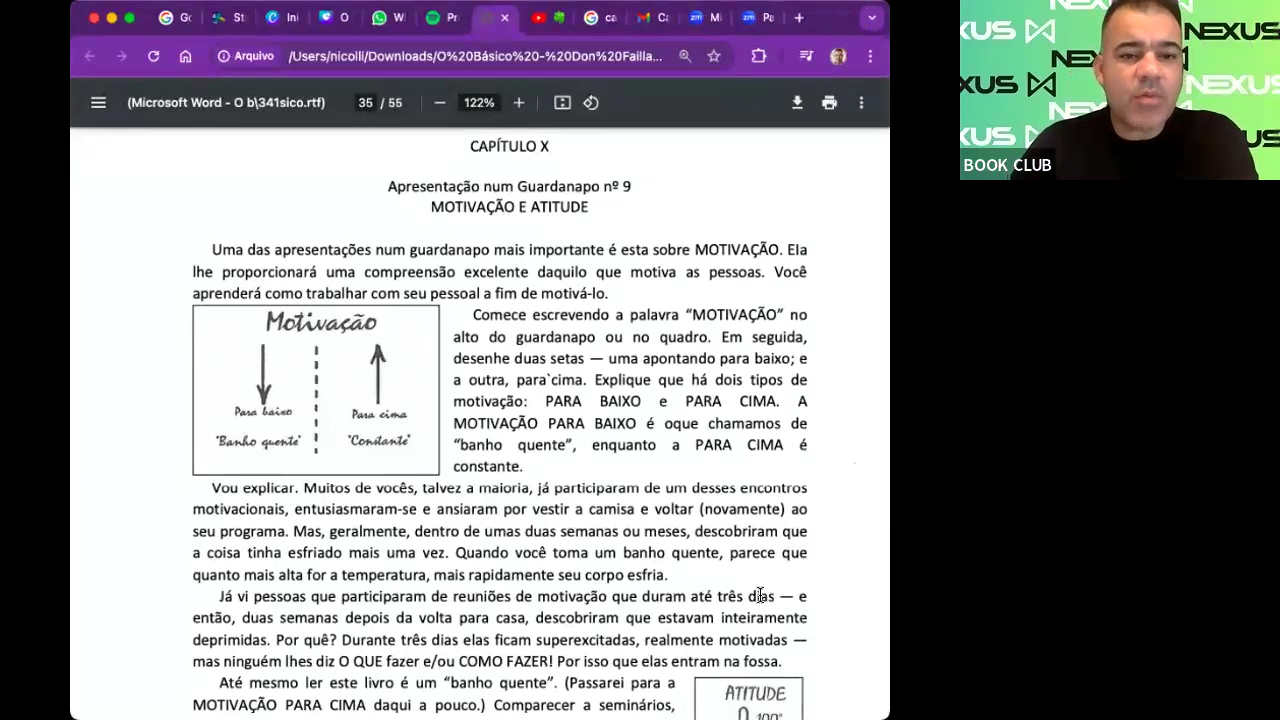 Arquivo
/Users/nicolli/Downloads/O%20Básico%20-%20Don%20Failla...
(Microsoft Word - O b\341sico.rtf)
35 / 55
122%
CAPÍTULO X
Apresentação num Guardanapo nº 9
MOTIVAÇÃO E ATITUDE
Uma das apresentações num guardanapo mais importante é esta sobre MOTIVAÇÃO. Ela
lhe proporcionará uma compreensão excelente daquilo que motiva as pessoas. Você
aprenderá como trabalhar com seu pessoal a fim de motivá-lo.
Motivação
Para baixo
Para cima
"Banho quente"
"Constante"
Comece escrevendo a palavra “MOTIVAÇÃO” no
alto do guardanapo ou no quadro. Em seguida,
desenhe duas setas — uma apontando para baixo; e
a outra, para`cima. Explique que há dois tipos de
motivação: PARA BAIXO e PARA CIMA. A
MOTIVAÇÃO PARA BAIXO é oque chamamos de
“banho quente”, enquanto a PARA CIMA é
constante.
Vou explicar. Muitos de vocês, talvez a maioria, já participaram de um desses encontros
motivacionais, entusiasmaram-se e ansiaram por vestir a camisa e voltar (novamente) ao
seu programa. Mas, geralmente, dentro de umas duas semanas ou meses, descobriram que
a coisa tinha esfriado mais uma vez. Quando você toma um banho quente, parece que
quanto mais alta for a temperatura, mais rapidamente seu corpo esfria.
Já vi pessoas que participaram de reuniões de motivação que duram até três dias — e
então, duas semanas depois da volta para casa, descobriram que estavam inteiramente
deprimidas. Por quê? Durante três dias elas ficam superexcitadas, realmente motivadas —
mas ninguém lhes diz O QUE fazer e/ou COMO FAZER! Por isso que elas entram na fossa.
Até mesmo ler este livro é um “banho quente”. (Passarei para a
MOTIVAÇÃO PARA CIMA daqui a pouco.) Comparecer a seminários,
ATITUDE
100°
NEXUS
NEXUS
NEXUS
BOOK CLUB